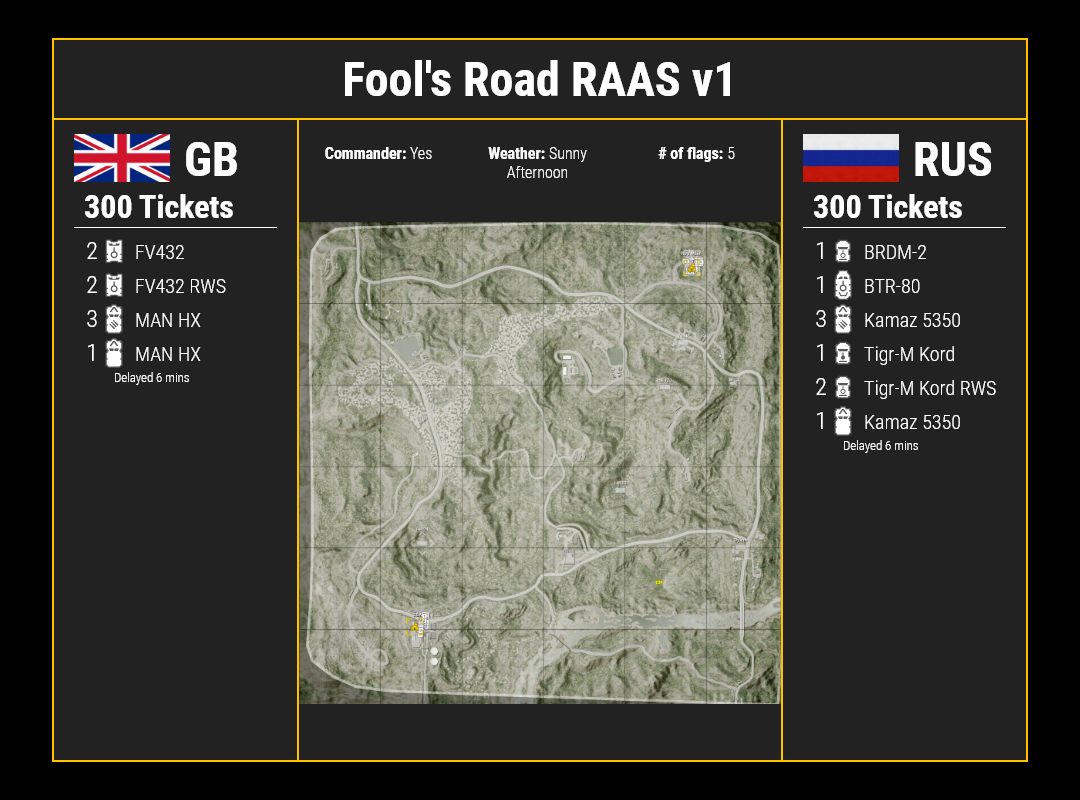 Fool's Road RAAS v1
GB
300 Tickets
2 FV432
2 FV432 RWS
3 MAN HX
1 MAN HX
Delayed 6 mins
Commander: Yes
Weather: Sunny
Afternoon
# of flags: 5
RUS
300 Tickets
1 BRDM-2
1 BTR-80
3 Kamaz 5350
1 Tigr-M Kord
2 Tigr-M Kord RWS
1 Kamaz 5350
Delayed 6 mins